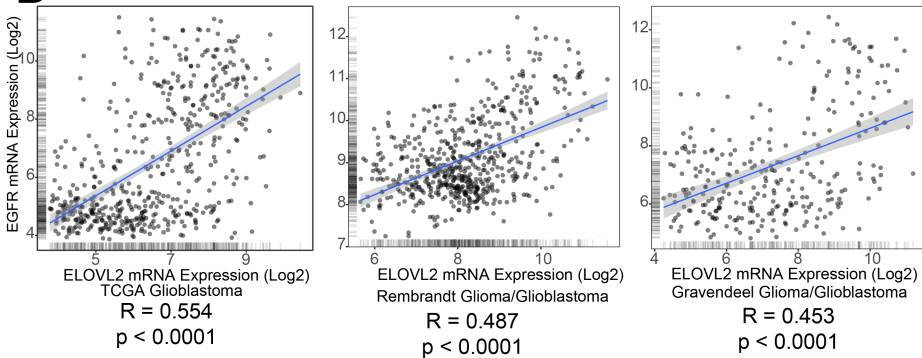 EGFR mRNA Expression (Log2)
10
8
6
4
5
7
9
ELOVL2 mRNA Expression (Log2)
TCGA Glioblastoma
R = 0.554
p < 0.0001
12
11
10
9
8
7
6
8
10
ELOVL2 mRNA Expression (Log2)
Rembrandt Glioma/Glioblastoma
R = 0.487
p < 0.0001
12
10
8
6
4
6
8
10
ELOVL2 mRNA Expression (Log2)
Gravendeel Glioma/Glioblastoma
R = 0.453
p < 0.0001